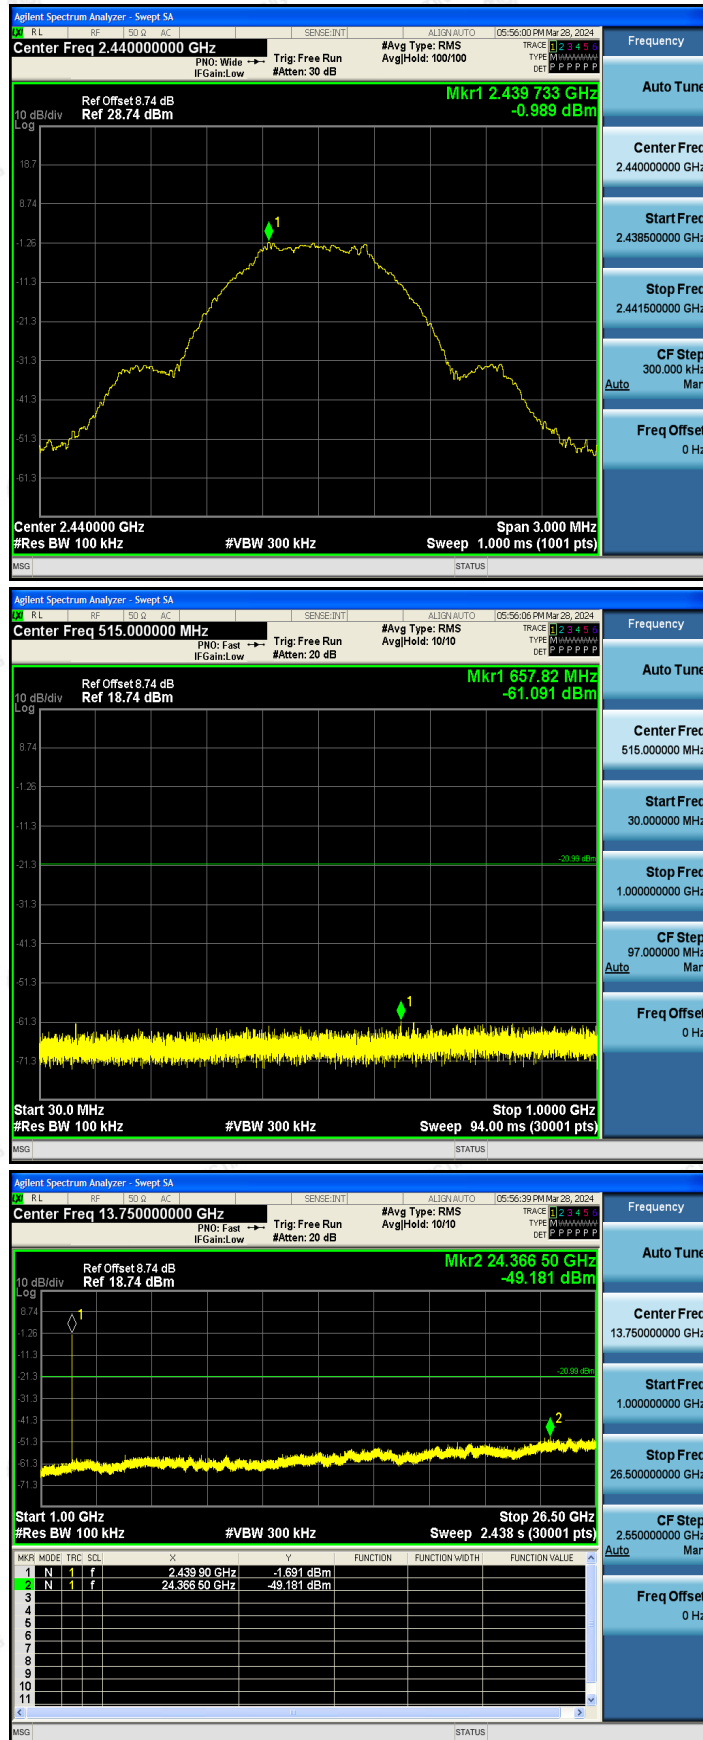 Agilent Spectrum Analyzer - Swept SA
LXI RL RF 50 Ω AC SENSE:INT ALIGN AUTO 05:56:00 PM Mar 28, 2024
Center Freq 2.440000000 GHz
#Avg Type: RMS
TRACE 1 2 3 4 5 6
PNO: Wide Trig: Free Run Avg|Hold: 100/100
TYPE M
IFGain:Low #Atten: 30 dB
DET P P P P P P
Frequency
Mkr1 2.439 733 GHz
-0.989 dBm
Ref Offset 8.74 dB
10 dB/div Ref 28.74 dBm
Log
18.7
8.74
-1.26
-11.3
-21.3
-31.3
-41.3
-51.3
-61.3
1
Center 2.440000 GHz Span 3.000 MHz
#Res BW 100 kHz #VBW 300 kHz Sweep 1.000 ms (1001 pts)
MSG STATUS
Auto Tune
Center Freq
2.440000000 GHz
Start Freq
2.438500000 GHz
Stop Freq
2.441500000 GHz
CF Step
300.000 kHz
Auto Man
Freq Offset
0 Hz
Agilent Spectrum Analyzer - Swept SA
LXI RL RF 50 Ω AC SENSE:INT ALIGN AUTO 05:56:06 PM Mar 28, 2024
Center Freq 515.000000 MHz
#Avg Type: RMS
TRACE 1 2 3 4 5 6
PNO: Fast Trig: Free Run Avg|Hold: 10/10
TYPE M
IFGain:Low #Atten: 20 dB
DET P P P P P P
Frequency
Mkr1 657.82 MHz
-61.091 dBm
Ref Offset 8.74 dB
10 dB/div Ref 18.74 dBm
Log
8.74
-1.26
-11.3
-21.3
-31.3
-41.3
-51.3
-61.3
-71.3
-20.99 dBm
1
Start 30.0 MHz Stop 1.0000 GHz
#Res BW 100 kHz #VBW 300 kHz Sweep 94.00 ms (30001 pts)
MSG STATUS
Auto Tune
Center Freq
515.000000 MHz
Start Freq
30.000000 MHz
Stop Freq
1.000000000 GHz
CF Step
97.000000 MHz
Auto Man
Freq Offset
0 Hz
Agilent Spectrum Analyzer - Swept SA
LXI RL RF 50 Ω AC SENSE:INT ALIGN AUTO 05:56:39 PM Mar 28, 2024
Center Freq 13.750000000 GHz
#Avg Type: RMS
TRACE 1 2 3 4 5 6
PNO: Fast Trig: Free Run Avg|Hold: 10/10
TYPE M
IFGain:Low #Atten: 20 dB
DET P P P P P P
Frequency
Mkr2 24.366 50 GHz
-49.181 dBm
Ref Offset 8.74 dB
10 dB/div Ref 18.74 dBm
Log
8.74
-1.26
-11.3
-21.3
-31.3
-41.3
-51.3
-61.3
-71.3
1
-20.99 dBm
2
Start 1.00 GHz Stop 26.50 GHz
#Res BW 100 kHz #VBW 300 kHz Sweep 2.438 s (30001 pts)
MKR MODE TRC SCL X Y FUNCTION FUNCTION WIDTH FUNCTION VALUE
1 N 1 f 2.439 90 GHz -1.691 dBm
2 N 1 f 24.366 50 GHz -49.181 dBm
3
4
5
6
7
8
9
10
11
MSG STATUS
Auto Tune
Center Freq
13.750000000 GHz
Start Freq
1.000000000 GHz
Stop Freq
26.500000000 GHz
CF Step
2.550000000 GHz
Auto Man
Freq Offset
0 Hz